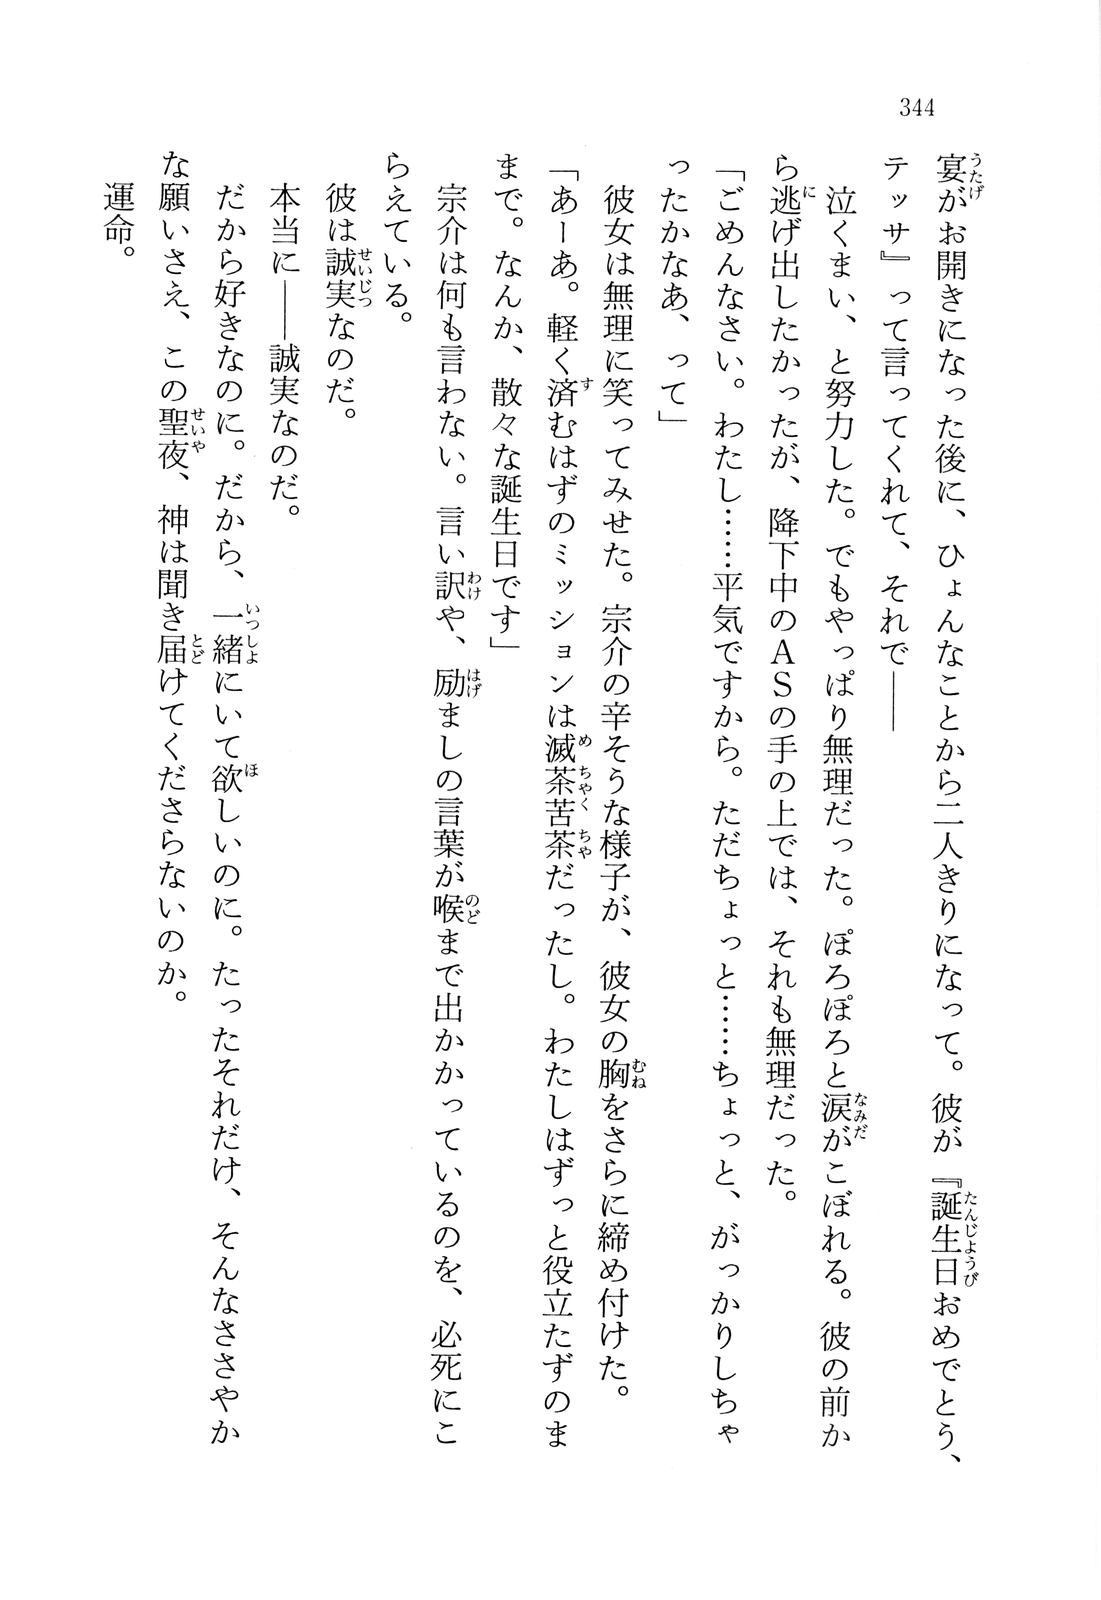 344
宴がお開きになった後に、ひょんなことから二人きりになって。彼が『誕生日おめでとう、
テッサ』って言ってくれて、それで――
泣くまい、と努力した。でもやっぱり無理だった。ぽろぽろと涙がこぼれる。彼の前か
ら逃げ出したかったが、降下中のＡＳの手の上では、それも無理だった。
「ごめんなさい。わたし……平気ですから。ただちょっと……ちょっと、がっかりしちゃ
ったかなあ、って」
彼女は無理に笑ってみせた。宗介の辛そうな様子が、彼女の胸をさらに締め付けた。
「あーあ。軽く済むはずのミッションは滅茶苦茶だったし。わたしはずっと役立たずのま
まで。なんか、散々な誕生日です」
宗介は何も言わない。言い訳や、励ましの言葉が喉まで出かかっているのを、必死にこ
らえている。
彼は誠実なのだ。
本当に――誠実なのだ。
だから好きなのに。だから、一緒にいて欲しいのに。たったそれだけ、そんなささやか
な願いさえ、この聖夜、神は聞き届けてくださらないのか。
運命。